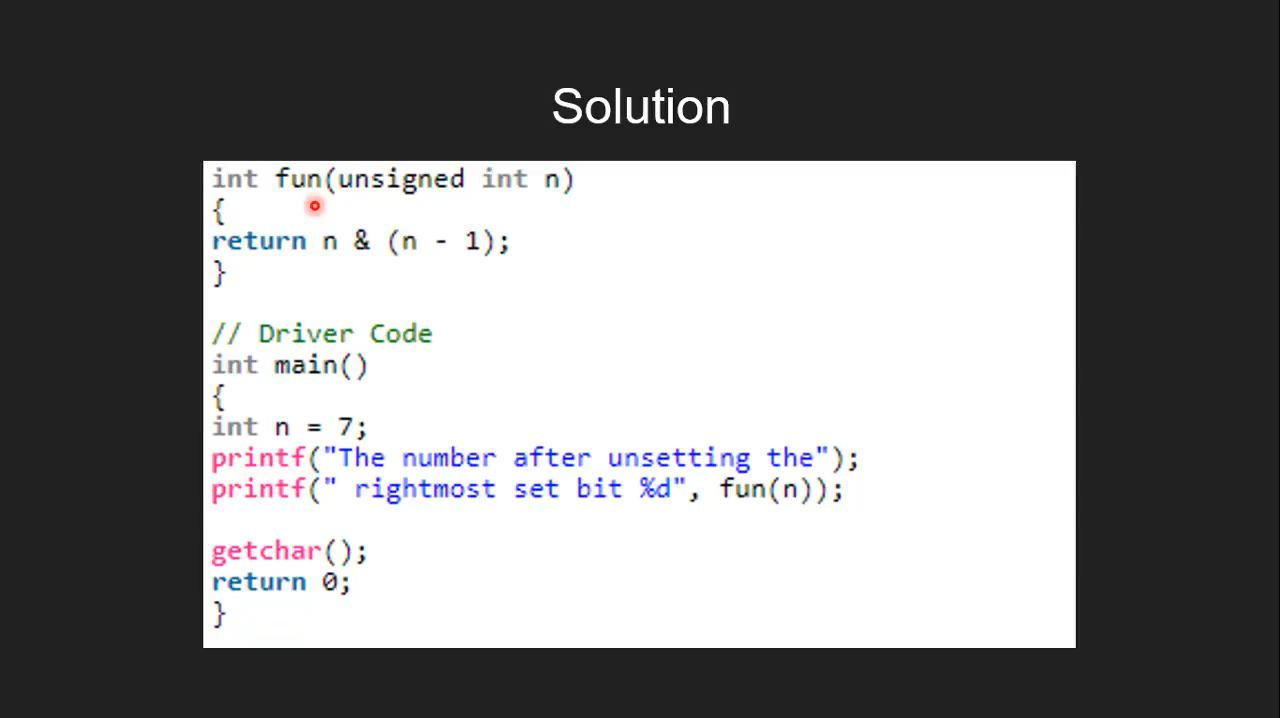 Solution
int fun(unsigned int n)
{
return n & (n - 1);
}
// Driver Code
int main()
{
int n = 7;
printf("The number after unsetting the");
printf(" rightmost set bit %d", fun(n));
getchar();
return 0;
}